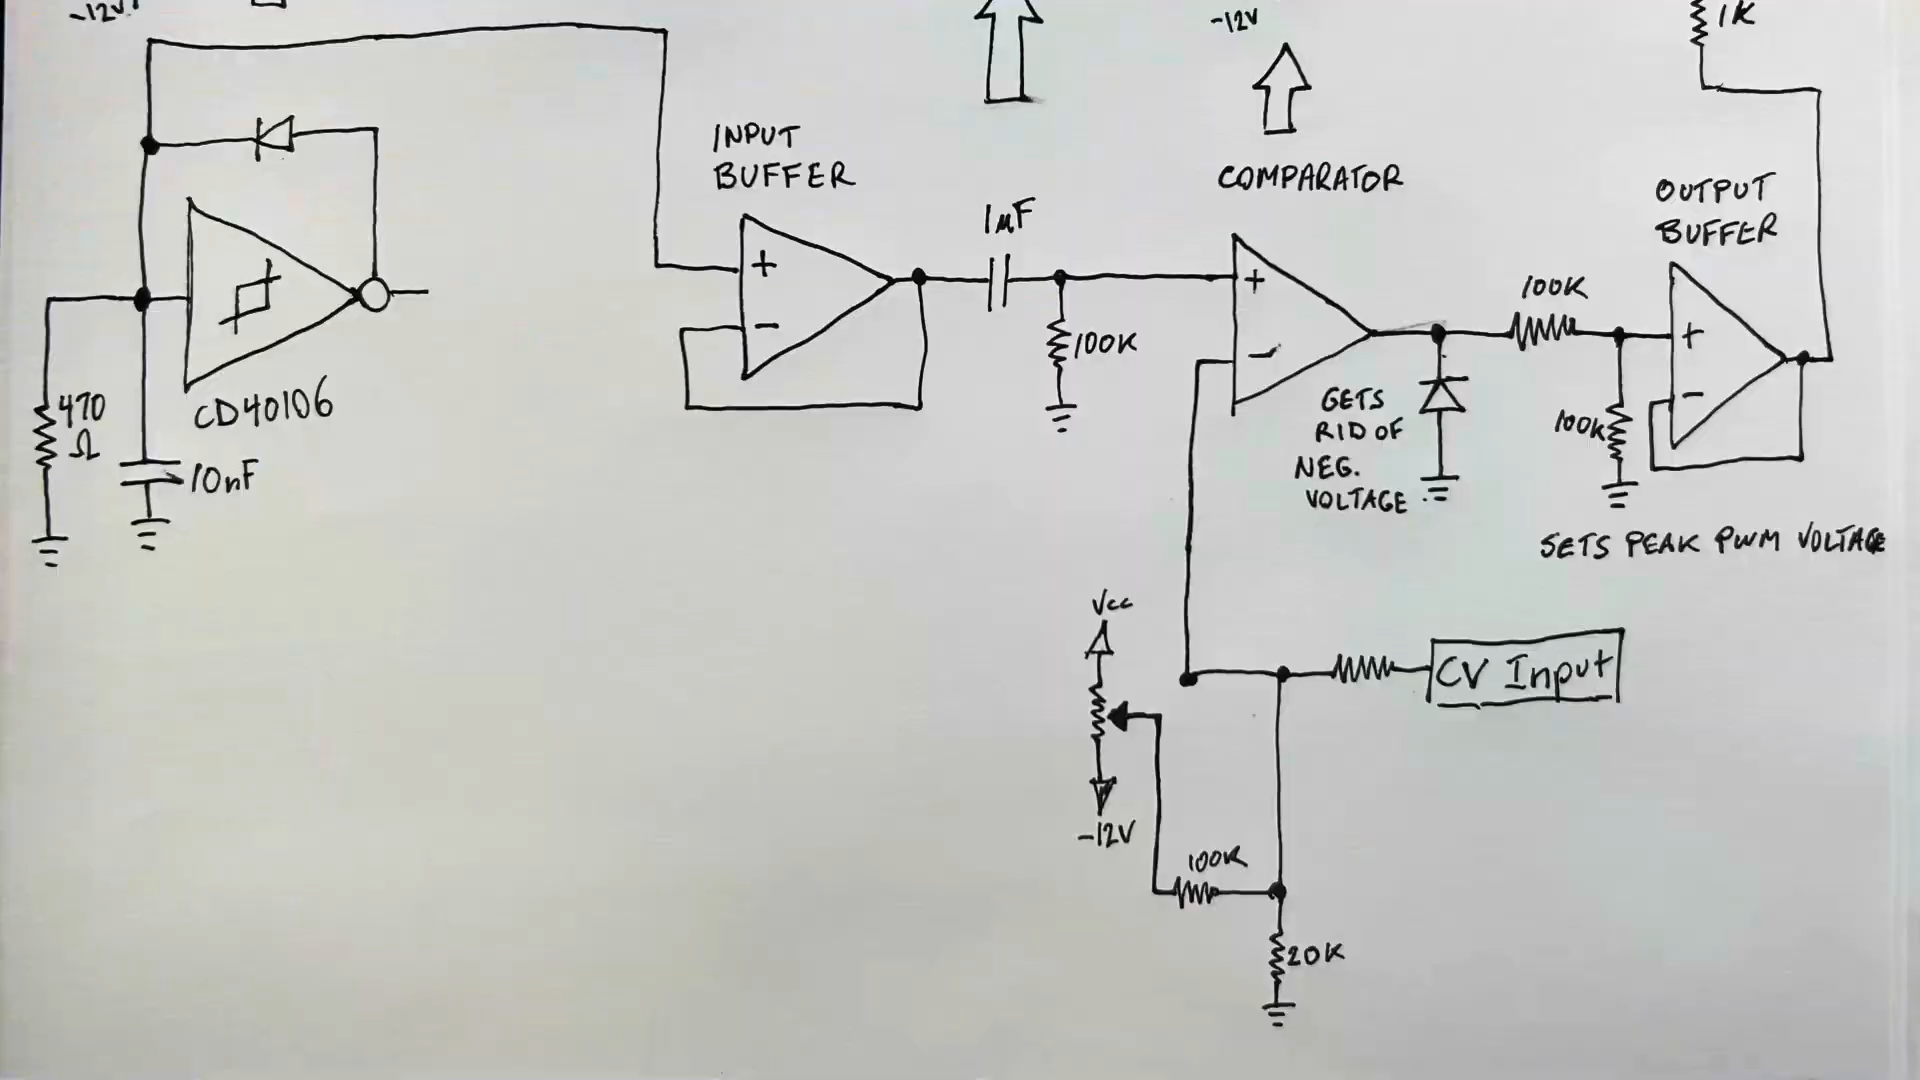 -12V
-12V
1K
INPUT
BUFFER
COMPARATOR
OUTPUT
BUFFER
1µF
+
-
+
-
+
-
100K
100K
100K
470
Ω
CD40106
10nF
GETS
RID OF
NEG.
VOLTAGE
SETS PEAK PWM VOLTAGE
Vcc
CV Input
-12V
100K
20K